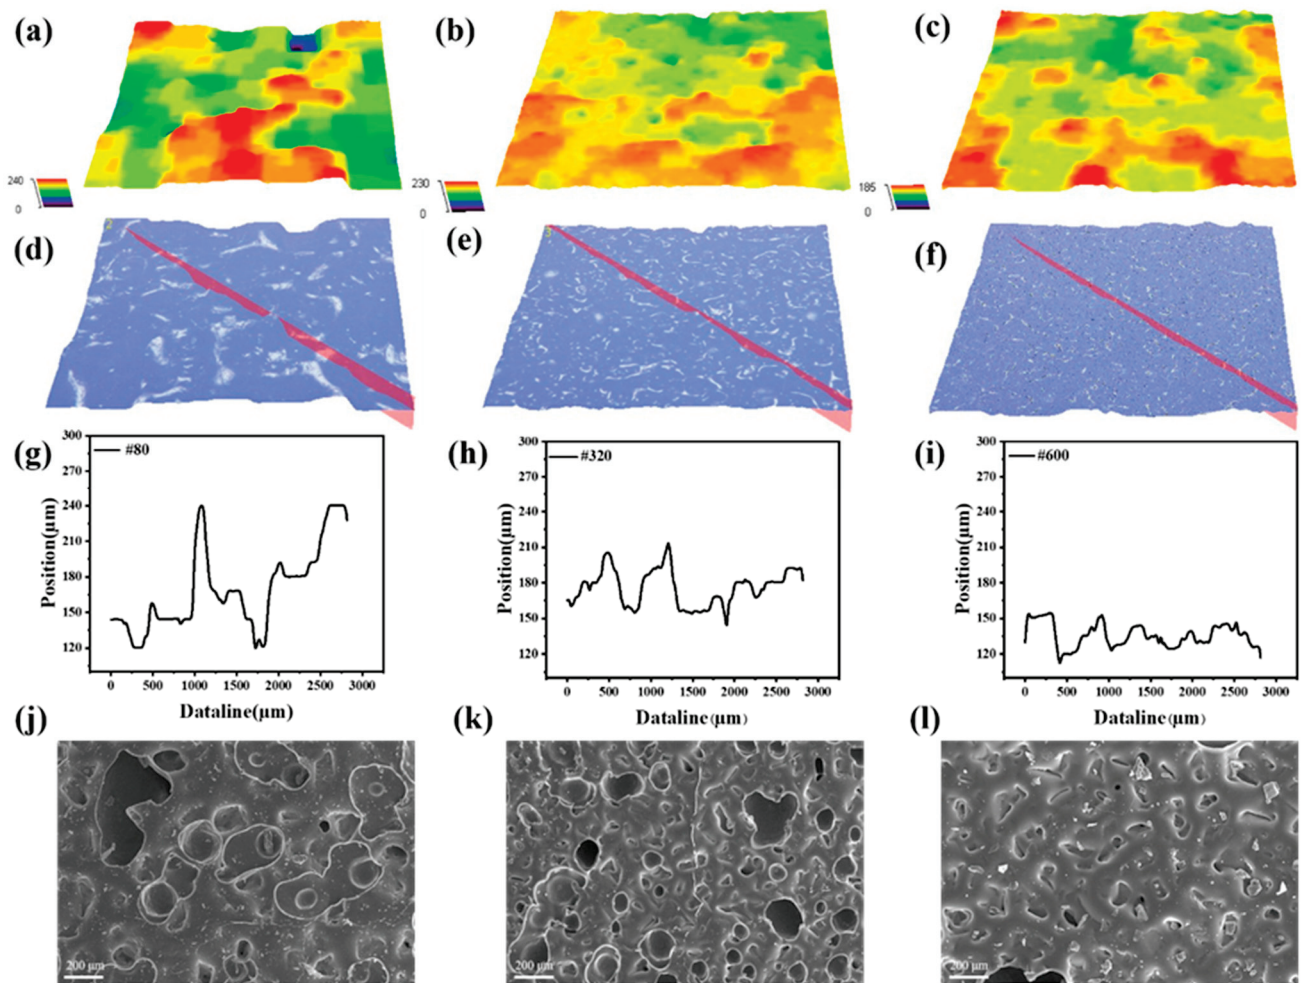 (a)
(b)
(c)
240
0
230
0
185
0
(d)
2
(e)
3
(f)
(g)
#80
300
270
240
210
180
150
120
Position(μm)
0 500 1000 1500 2000 2500 3000
Dataline(μm)
(h)
#320
300
270
240
210
180
150
120
Position(μm)
0 500 1000 1500 2000 2500 3000
Dataline(μm)
(i)
#600
300
270
240
210
180
150
120
Position(μm)
0 500 1000 1500 2000 2500 3000
Dataline(μm)
(j)
200 μm
(k)
200 μm
(l)
200 μm